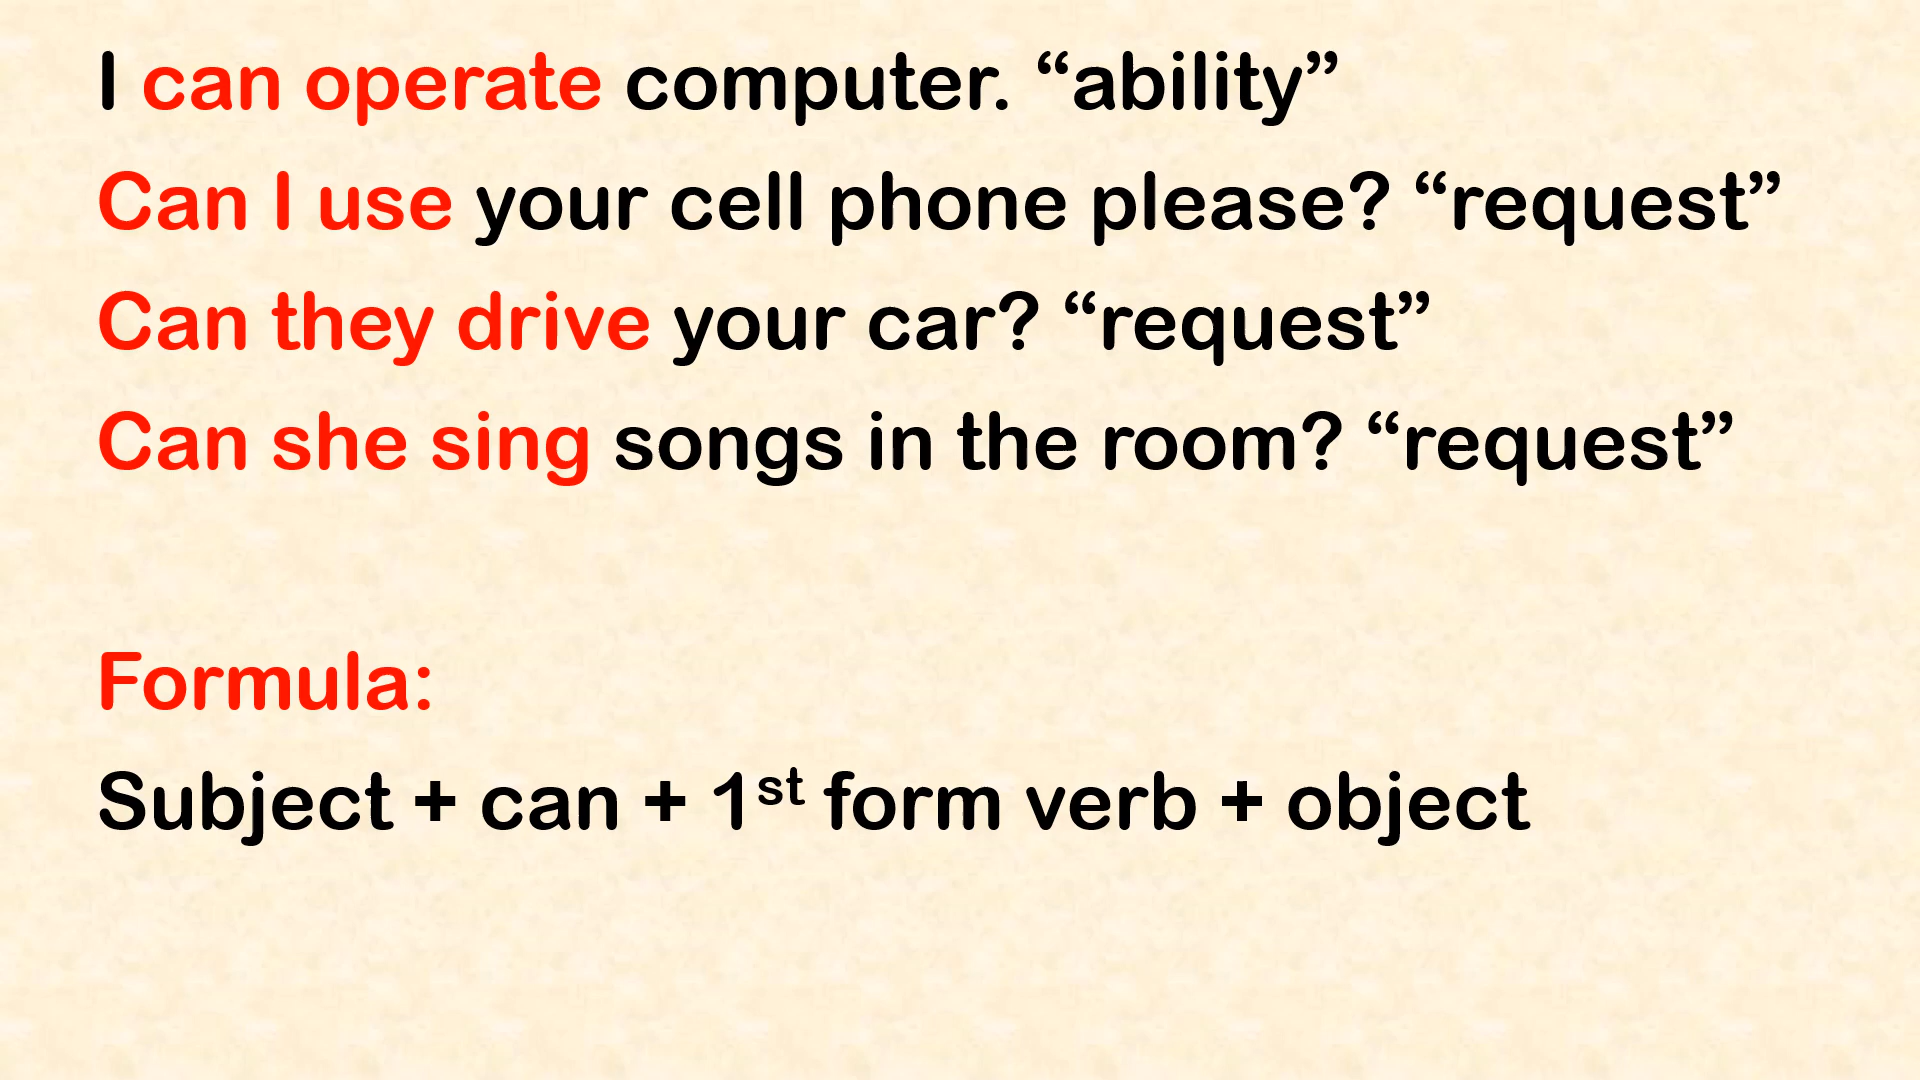 I can operate computer. “ability”
Can I use your cell phone please? “request”
Can they drive your car? “request”
Can she sing songs in the room? “request”
Formula:
Subject + can + 1st form verb + object